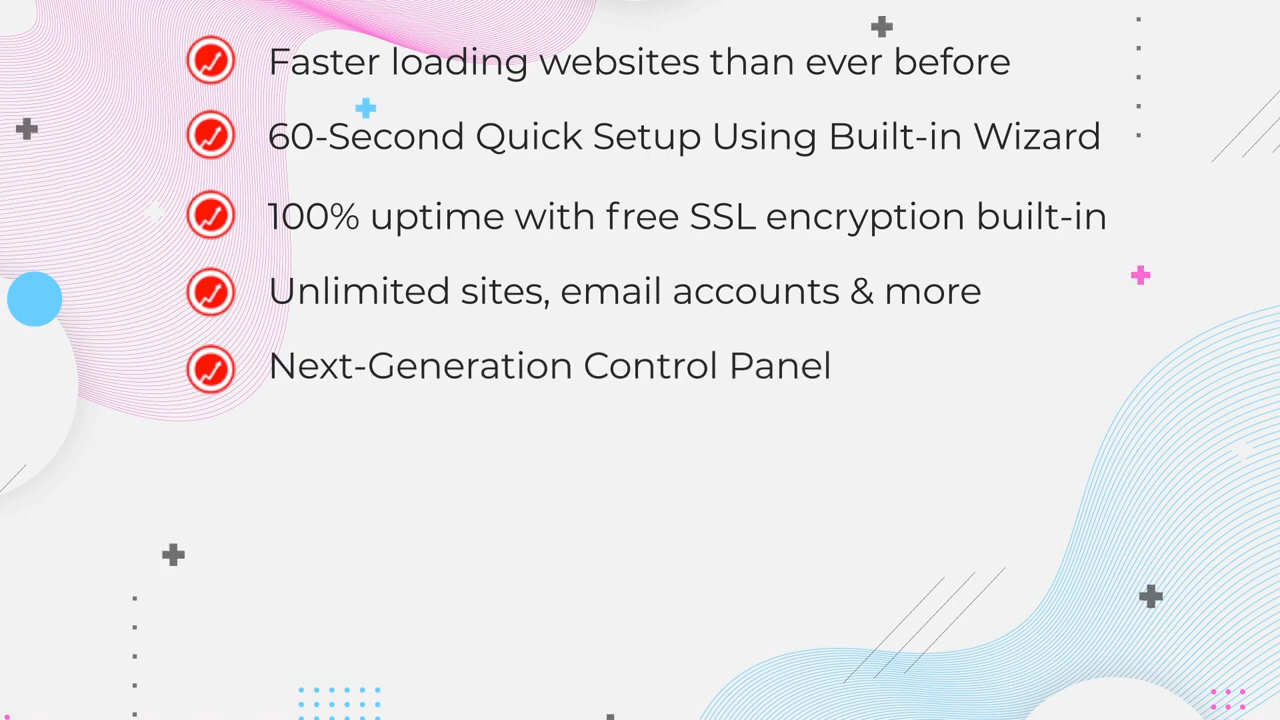 Faster loading websites than ever before
60-Second Quick Setup Using Built-in Wizard
100% uptime with free SSL encryption built-in
Unlimited sites, email accounts & more
Next-Generation Control Panel